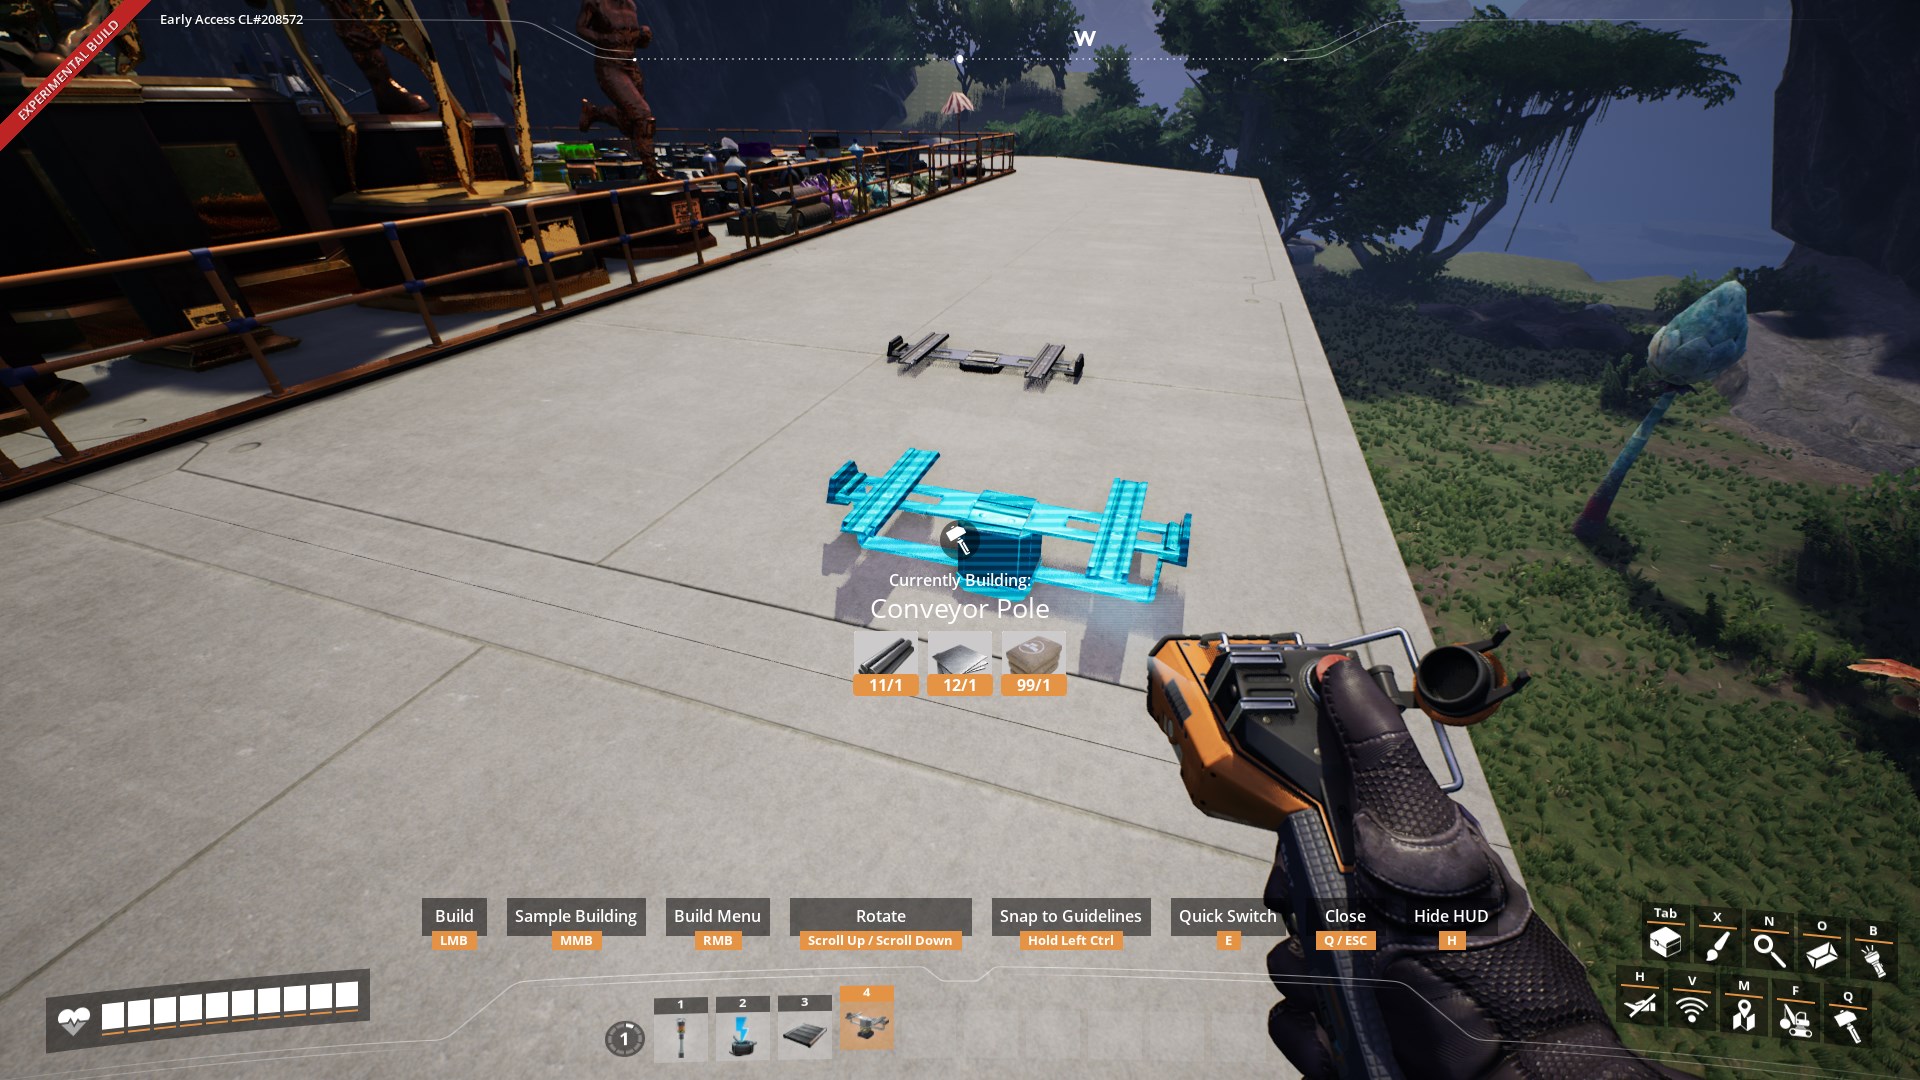 Early Access CL#208572
EXPERIMENTAL BUILD
W
Currently Building:
Conveyor Pole
11/1 12/1 99/1
Build Sample Building Build Menu Rotate Snap to Guidelines Quick Switch Close Hide HUD
LMB MMB RMB Scroll Up / Scroll Down Hold Left Ctrl E Q / ESC H
Tab X N O B
H V M F Q
1 1 2 3 4